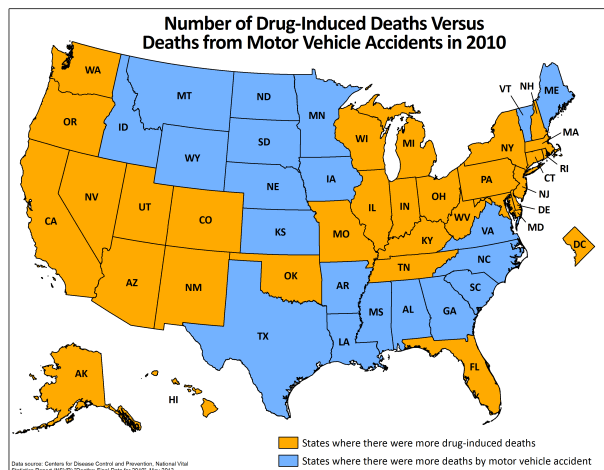 Number of Drug-Induced Deaths Versus
Deaths from Motor Vehicle Accidents in 2010
WA
MT
ND
MN
VT
NH
ME
OR
ID
SD
WI
MI
NY
MA
WY
RI
CT
NE
IA
PA
NJ
NV
UT
CO
IL
IN
OH
DE
MD
CA
KS
MO
WV
VA
KY
DC
AZ
NM
OK
AR
TN
NC
SC
TX
LA
MS
AL
GA
FL
AK
HI
States where there were more drug-induced deaths
States where there were more deaths by motor vehicle accident
Data source: Centers for Disease Control and Prevention, National Vital